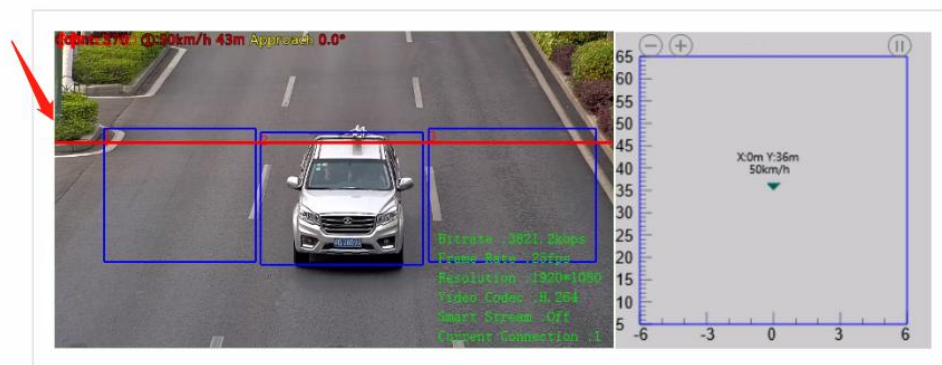 50km/h 43m Approach 0.0°
Bitrate :3821.2kbps
Frame Rate :25fps
Resolution :1920*1080
Video Codec :H.264
Smart Stream :Off
Current Connection :1
65
60
55
50
45
40
35
30
25
20
15
10
5
X:0m Y:36m
50km/h
-6 -3 0 3 6